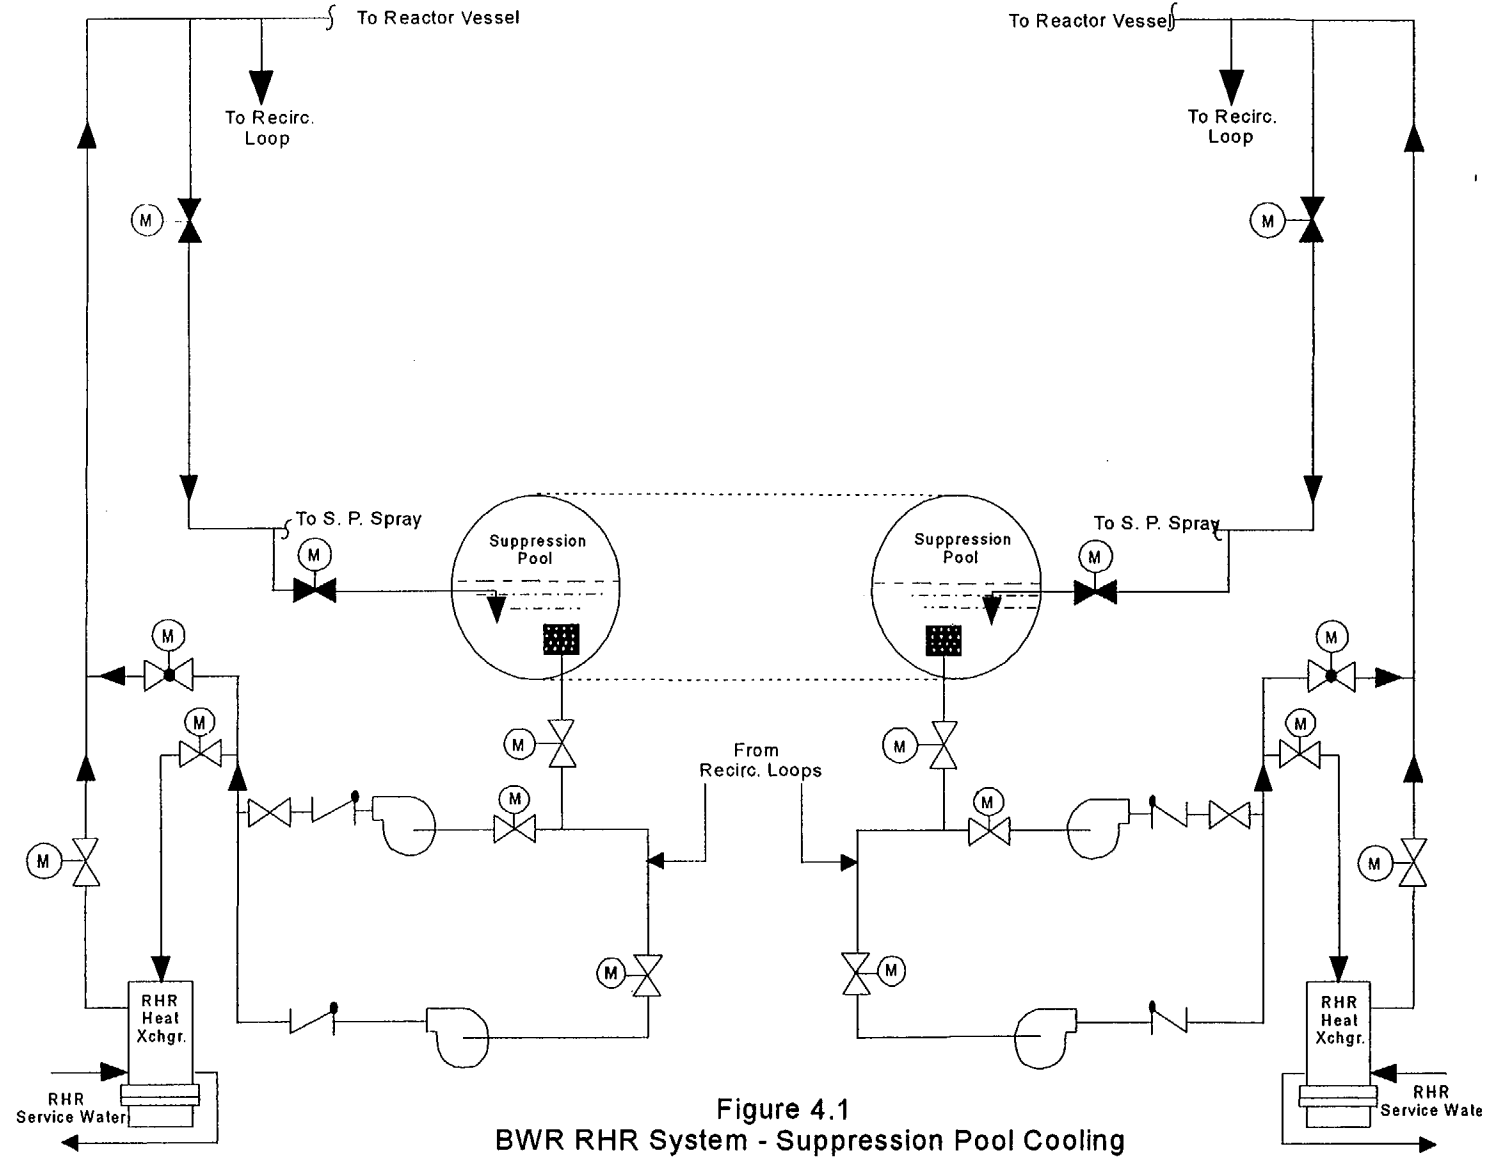 To Reactor Vessel
To Reactor Vessel
To Recirc.
Loop
To Recirc.
Loop
M
M
To S. P. Spray
To S. P. Spray
M
Suppression
Pool
Suppression
Pool
M
M
M
M
M
M
M
From
Recirc. Loops
M
M
M
M
M
M
RHR
Heat
Xchgr.
RHR
Heat
Xchgr.
RHR
Service Water
RHR
Service Wate
Figure 4.1
BWR RHR System - Suppression Pool Cooling